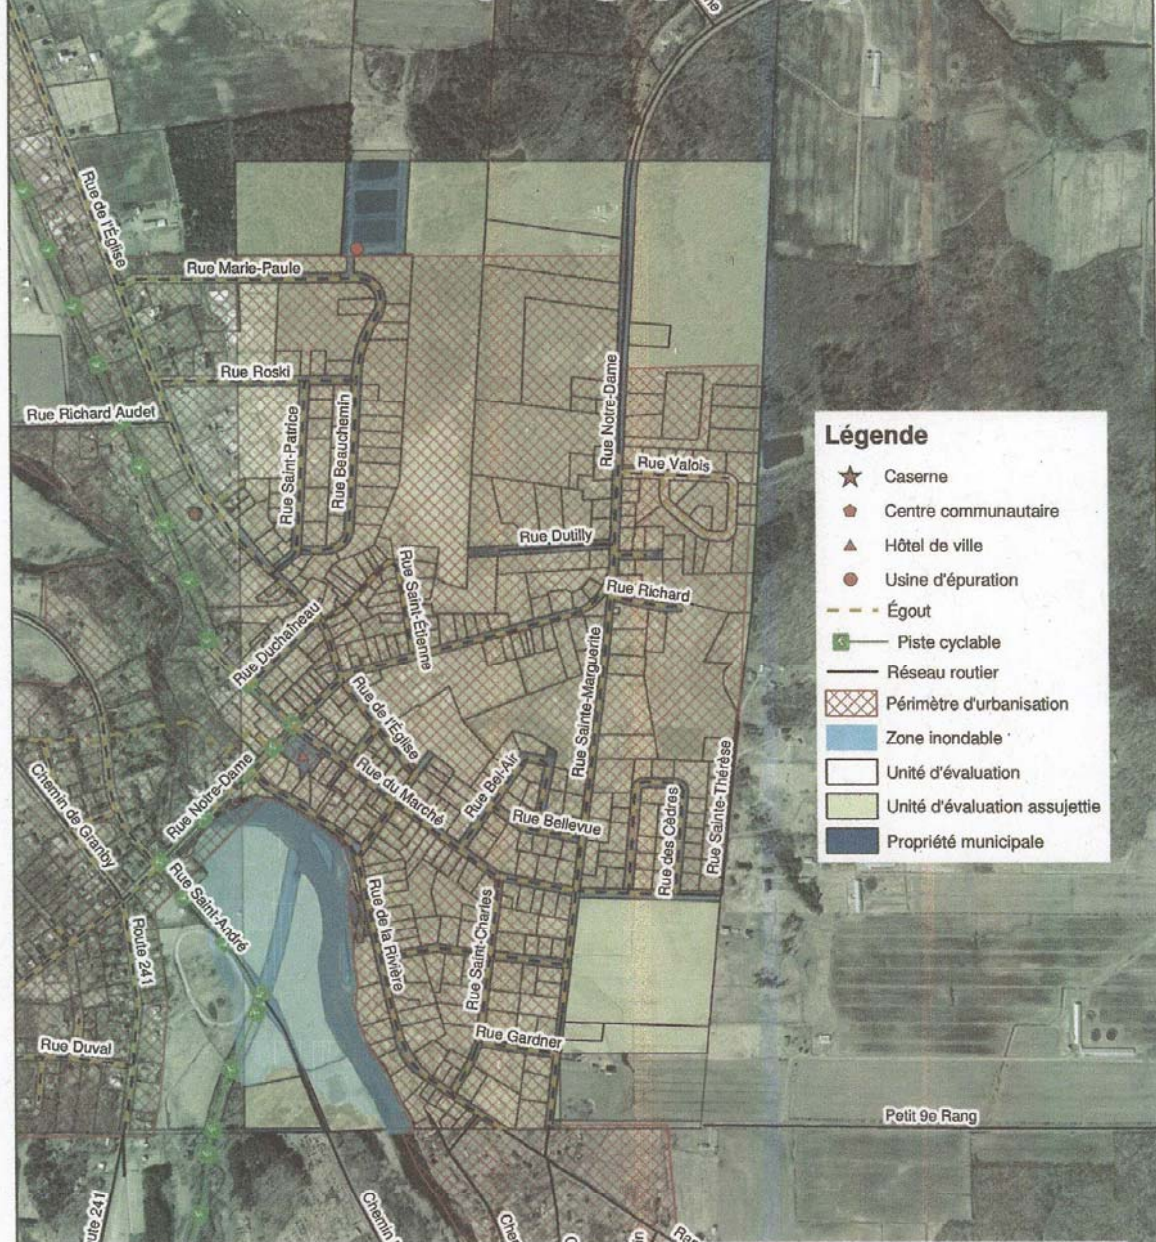 Rue de l'Église
Rue Marie-Paule
Rue Roski
Rue Richard Audet
Rue Saint-Patrice
Rue Beauchemin
Rue Notre-Dame
Rue Valois
Rue Dutilly
Rue Saint-Étienne
Rue Richard
Rue Duchaîneau
Rue Sainte-Marguerite
Rue de l'Église
Rue Notre-Dame
Rue du Marché
Rue Bel-Air
Rue Bellevue
Rue des Cèdres
Rue Sainte-Thérèse
Chemin de Granby
Rue Saint-André
Route 241
Rue de la Rivière
Rue Saint-Charles
Rue Gardner
Rue Duval
Petit 9e Rang
Chemin
Légende
Caserne
Centre communautaire
Hôtel de ville
Usine d'épuration
Égout
Piste cyclable
Réseau routier
Périmètre d'urbanisation
Zone inondable
Unité d'évaluation
Unité d'évaluation assujettie
Propriété municipale